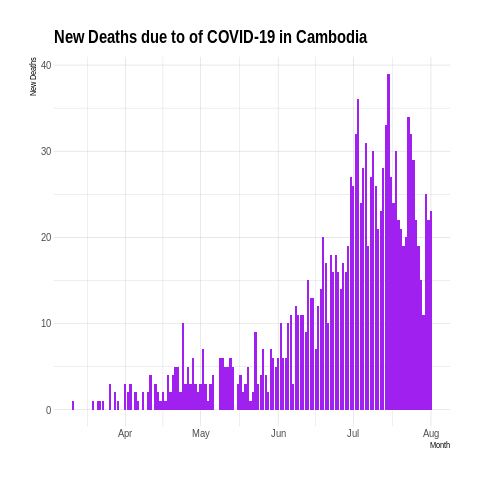 New Deaths due to of COVID-19 in Cambodia
New Deaths
40
30
20
10
0
Apr May Jun Jul Aug
Month